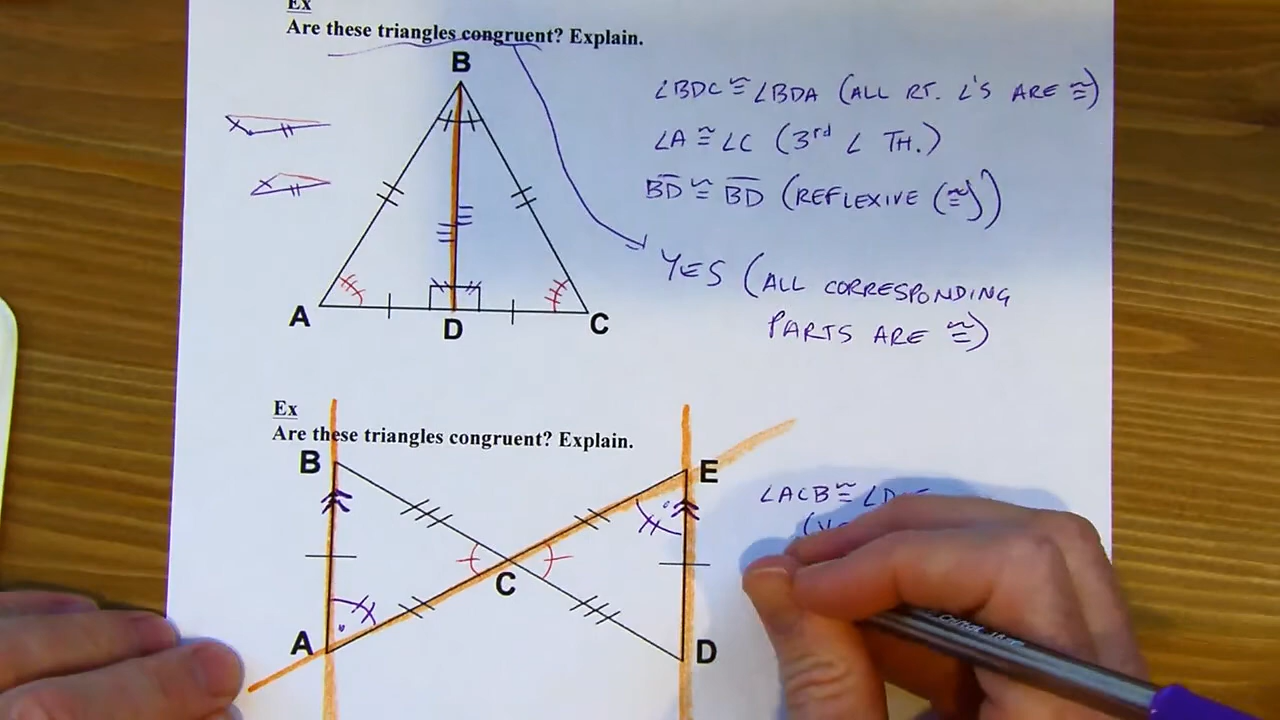 Ex
Are these triangles congruent? Explain.
B
A
D
C
∠BDC ≅ ∠BDA (ALL RT. ∠'S ARE ≅)
∠A ≅ ∠C (3rd ∠ TH.)
BD ≅ BD (REFLEXIVE (≅))
YES (ALL CORRESPONDING
PARTS ARE ≅)
Ex
Are these triangles congruent? Explain.
B
E
C
A
D
∠ACB ≅